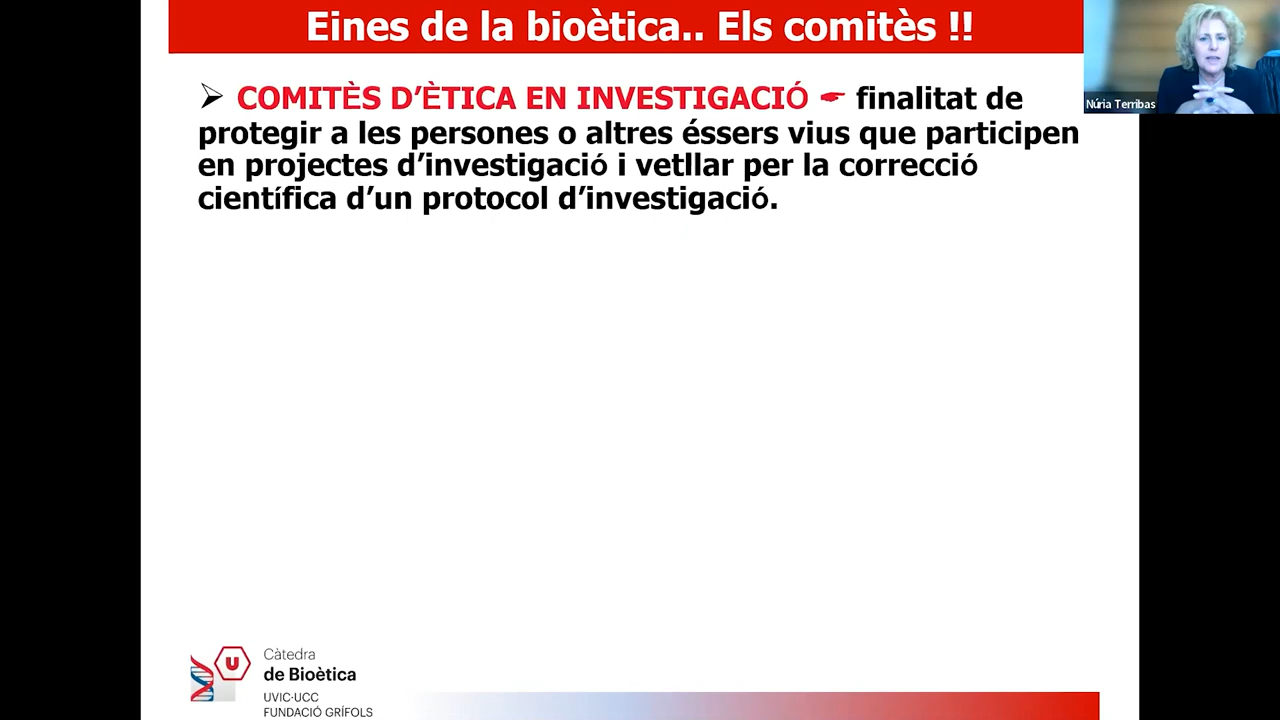 Eines de la bioètica.. Els comitès !!
COMITÈS D’ÈTICA EN INVESTIGACIÓ finalitat de
protegir a les persones o altres éssers vius que participen
en projectes d’investigació i vetllar per la correcció
científica d’un protocol d’investigació.
Núria Terribas
U
Càtedra
de Bioètica
UVIC·UCC
FUNDACIÓ GRÍFOLS